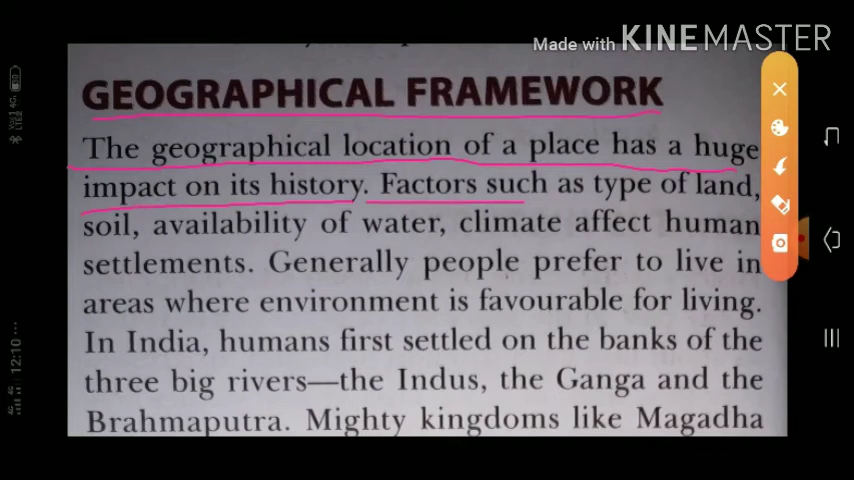 Made with KINEMASTER
GEOGRAPHICAL FRAMEWORK
The geographical location of a place has a huge
impact on its history. Factors such as type of land,
soil, availability of water, climate affect human
settlements. Generally people prefer to live in
areas where environment is favourable for living.
In India, humans first settled on the banks of the
three big rivers—the Indus, the Ganga and the
Brahmaputra. Mighty kingdoms like Magadha
12:10